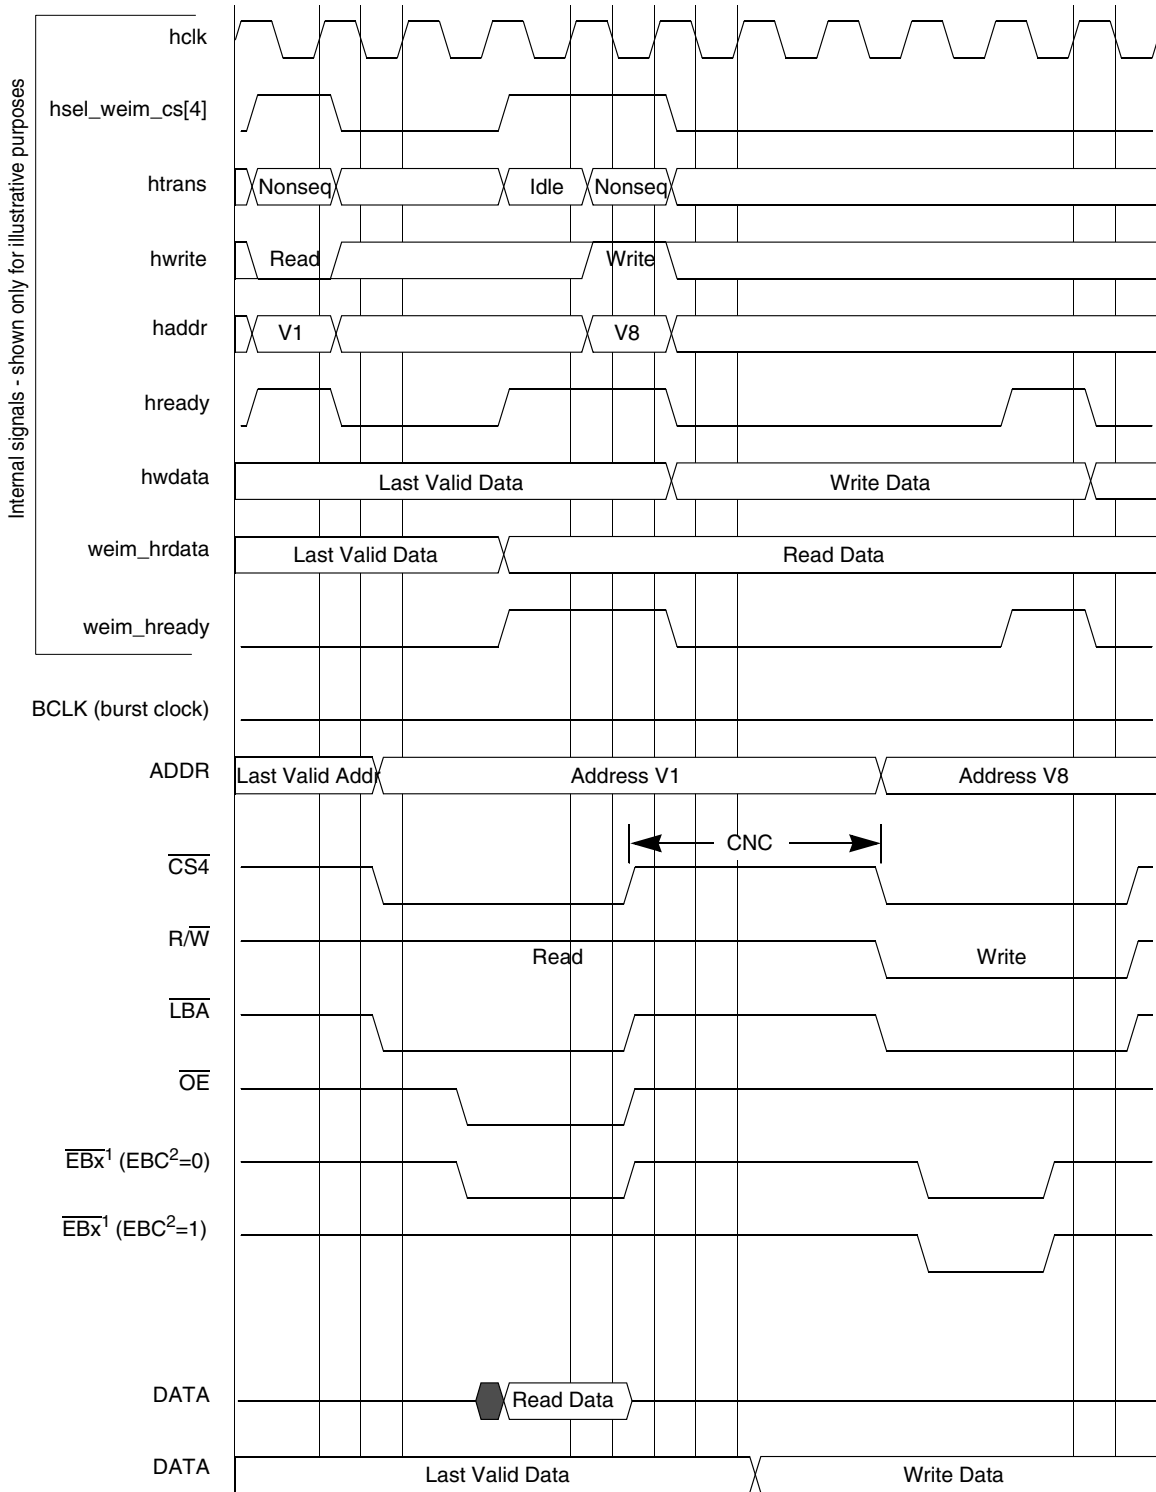 Internal signals - shown only for illustrative purposes
hclk
hsel_weim_cs[4]
htrans Nonseq Idle Nonseq
hwrite Read Write
haddr V1 V8
hready
hwdata Last Valid Data Write Data
weim_hrdata Last Valid Data Read Data
weim_hready
BCLK (burst clock)
ADDR Last Valid Addr Address V1 Address V8
CNC
CS4
R/W Read Write
LBA
OE
EBx1 (EBC2=0)
EBx1 (EBC2=1)
DATA Read Data
DATA Last Valid Data Write Data